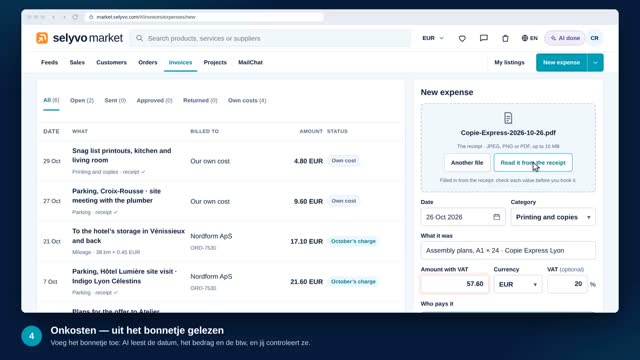 market.selyvo.com/#/invoices/expenses/new
selyvo market
Search products, services or suppliers
EUR
EN
AI done
CR
Feeds Sales Customers Orders Invoices Projects MailChat
My listings
New expense
All (6) Open (2) Sent (0) Approved (0) Returned (0) Own costs (4)
DATE WHAT BILLED TO AMOUNT STATUS
29 Oct
Snag list printouts, kitchen and
living room
Printing and copies · receipt ✓
Our own cost
4.80 EUR
Own cost
27 Oct
Parking, Croix-Rousse · site
meeting with the plumber
Parking · receipt ✓
Our own cost
9.60 EUR
Own cost
21 Oct
To the hotel's storage in Vénissieux
and back
Mileage · 38 km × 0.45 EUR
Nordform ApS
ORD-7530
17.10 EUR
October's charge
7 Oct
Parking, Hôtel Lumière site visit ·
Indigo Lyon Célestins
Parking · receipt ✓
Nordform ApS
ORD-7530
21.60 EUR
October's charge
Plans for the offer to Atelier
New expense
Copie-Express-2026-10-26.pdf
The receipt · JPEG, PNG or PDF, up to 10 MB
Another file
Read it from the receipt
Filled in from the receipt: check each value before you book it.
Date
Category
26 Oct 2026
Printing and copies
What it was
Assembly plans, A1 × 24 · Copie Express Lyon
Amount with VAT
Currency
VAT (optional)
57.60
EUR
20 %
Who pays it
4
Onkosten — uit het bonnetje gelezen
Voeg het bonnetje toe: AI leest de datum, het bedrag en de btw, en jij controleert ze.